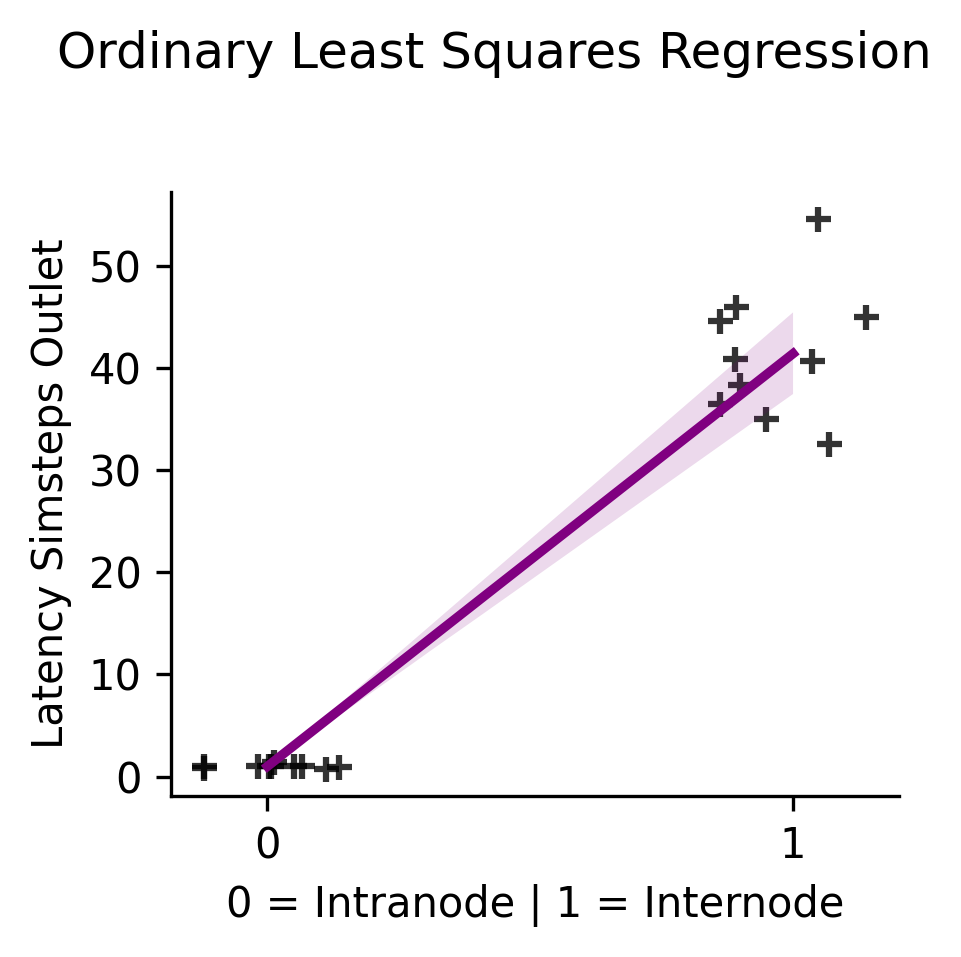 Ordinary Least Squares Regression
Latency Simsteps Outlet
50
40
30
20
10
0
0 1
0 = Intranode | 1 = Internode